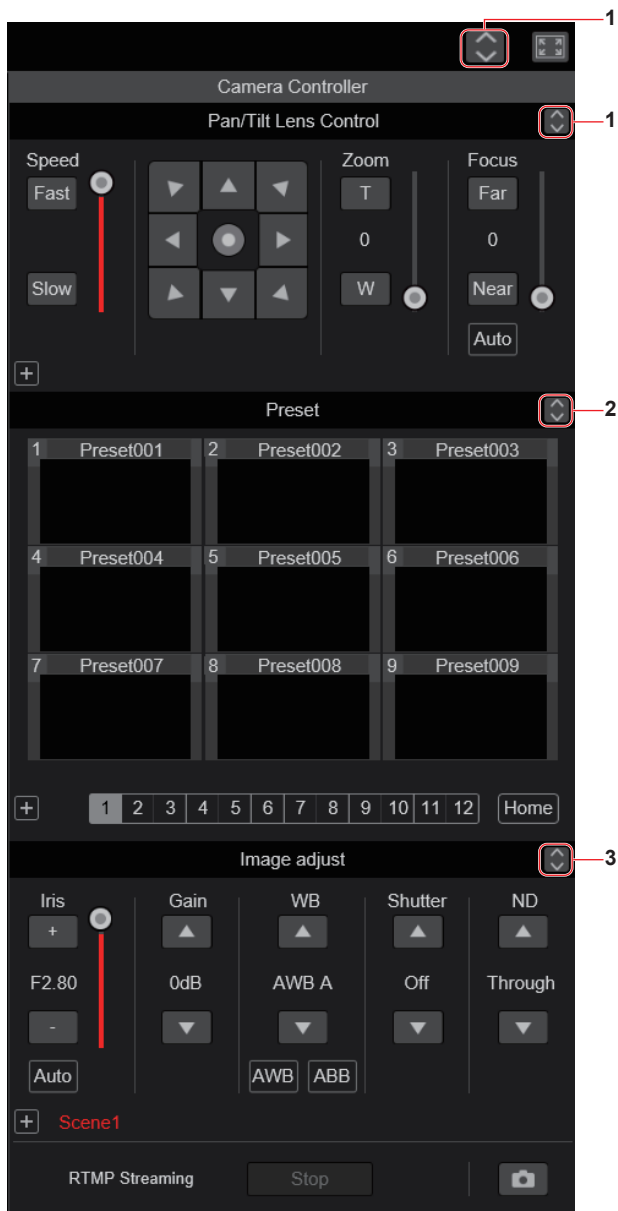 1
Camera Controller
Pan/Tilt Lens Control 1
Speed Zoom Focus
Fast T Far
0 0
Slow W Near
Auto
+
Preset 2
1 Preset001 2 Preset002 3 Preset003
4 Preset004 5 Preset005 6 Preset006
7 Preset007 8 Preset008 9 Preset009
+ 1 2 3 4 5 6 7 8 9 10 11 12 Home
Image adjust 3
Iris Gain WB Shutter ND
+
F2.80 0dB AWB A Off Through
-
Auto AWB ABB
+ Scene1
RTMP Streaming Stop